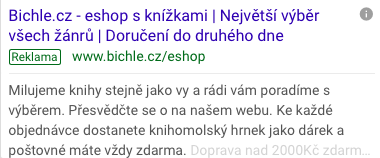 Bichle.cz - eshop s knížkami | Největší výběr
všech žánrů | Doručení do druhého dne
Reklama www.bichle.cz/eshop
Milujeme knihy stejně jako vy a rádi vám poradíme s
výběrem. Přesvědčte se o na našem webu. Ke každé
objednávce dostanete knihomolský hrnek jako dárek a
poštovné máte vždy zdarma. Doprava nad 2000Kč zdarm...